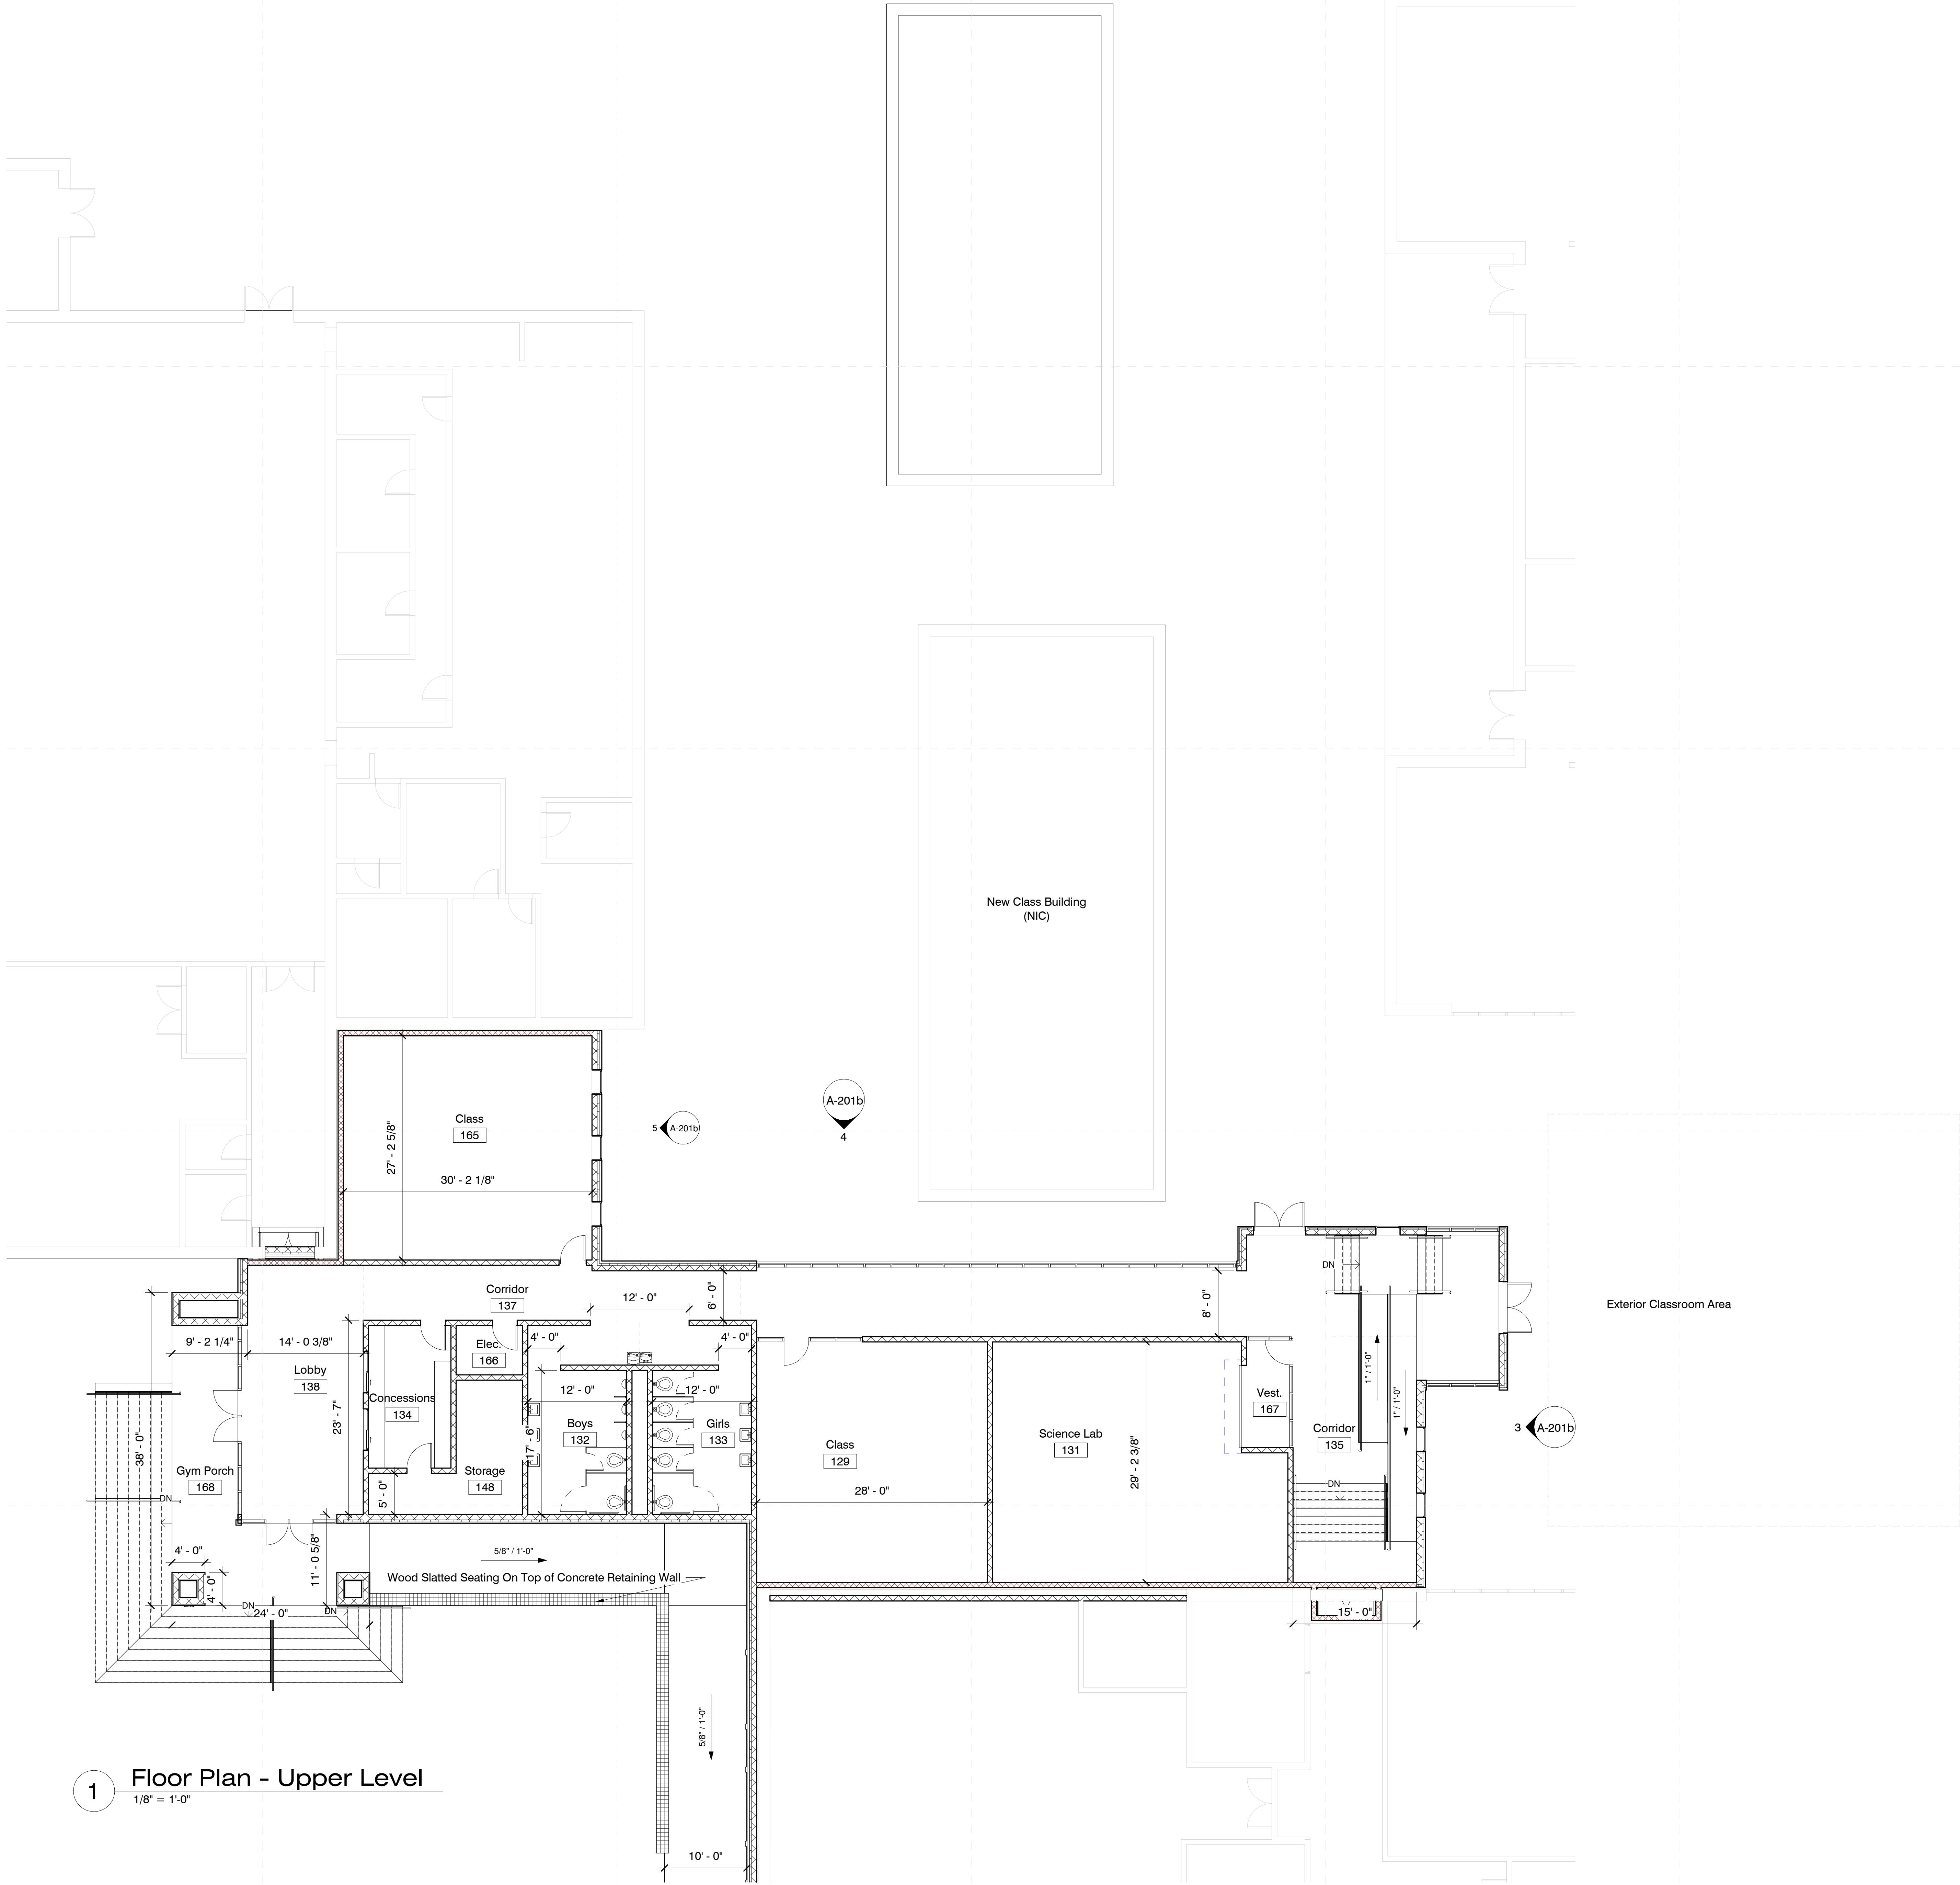 New Class Building
(NIC)
A-201b
4
5
A-201b
Class
165
27' - 2 5/8"
30' - 2 1/8"
DN
Exterior Classroom Area
Corridor
137
12' - 0"
6' - 0"
8' - 0"
9' - 2 1/4"
14' - 0 3/8"
Elec.
166
4' - 0"
4' - 0"
Lobby
138
Concessions
134
12' - 0"
12' - 0"
1" / 1'-0"
1" / 1'-0"
Vest.
167
23' - 7"
Boys
132
Girls
133
17' - 6"
Class
129
Science Lab
131
29' - 2 3/8"
Corridor
135
3
A-201b
38' - 0"
Gym Porch
168
Storage
148
5' - 0"
28' - 0"
DN
DN
11' - 0 5/8"
4' - 0"
4' - 0"
5/8" / 1'-0"
Wood Slatted Seating On Top of Concrete Retaining Wall
DN
DN
24' - 0"
15' - 0"
5/8" / 1'-0"
1
Floor Plan - Upper Level
1/8" = 1'-0"
10' - 0"